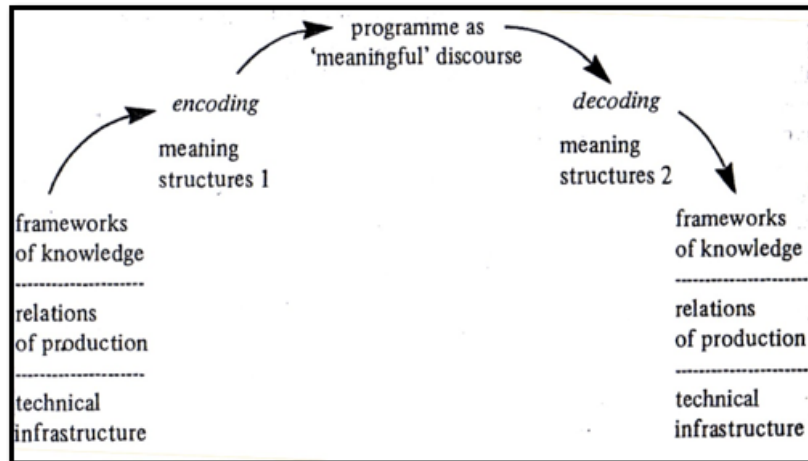 programme as
'meaningful' discourse
encoding
decoding
meaning
structures 1
meaning
structures 2
frameworks
of knowledge
relations
of production
technical
infrastructure
frameworks
of knowledge
relations
of production
technical
infrastructure